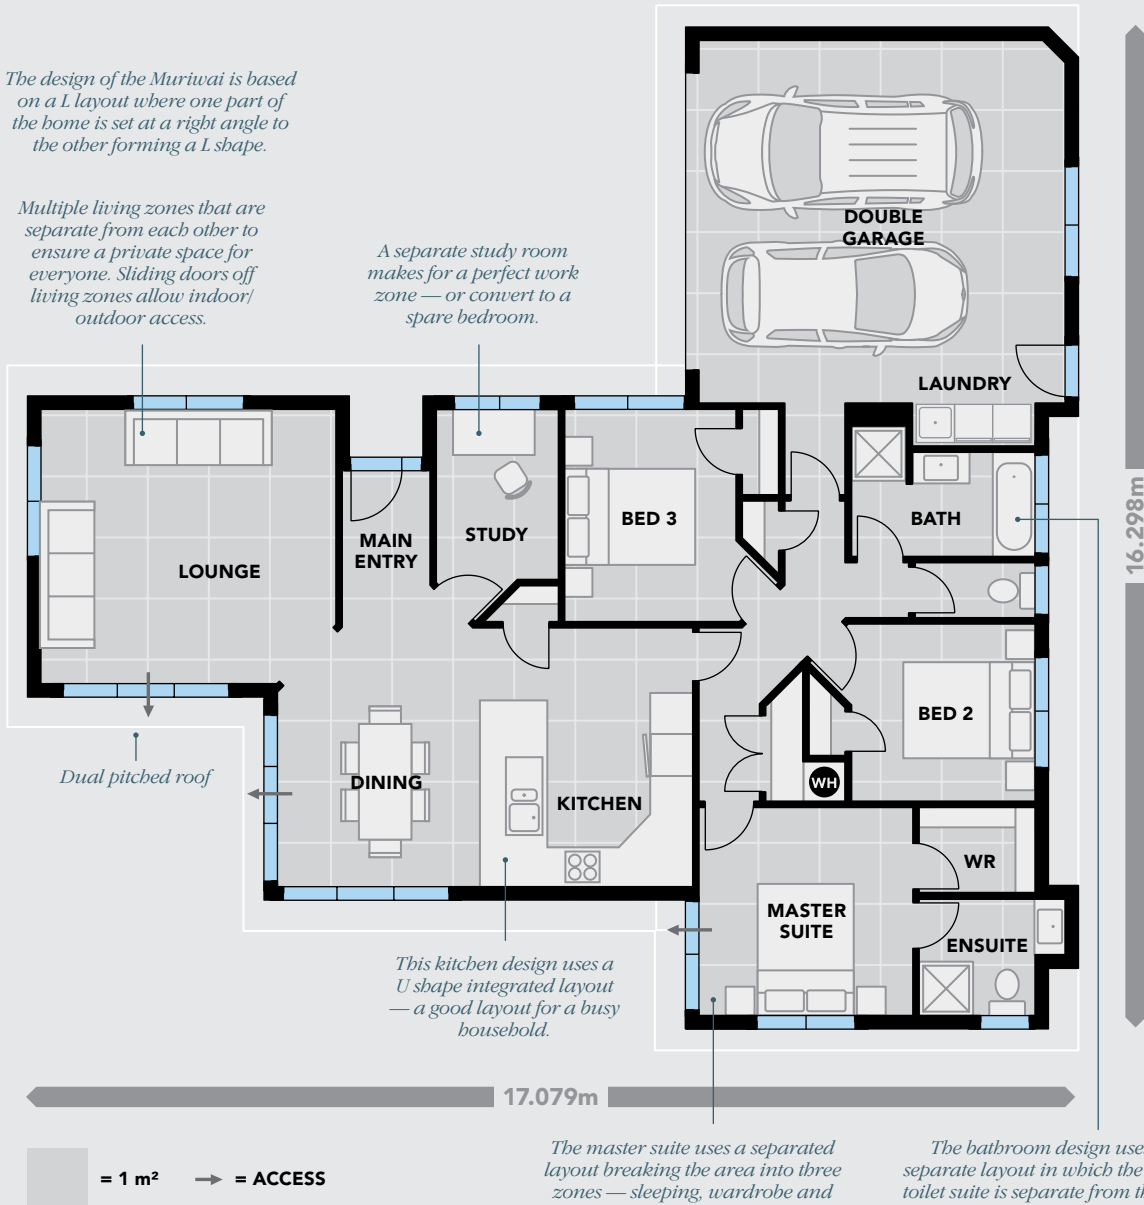 The design of the Muriwai is based
on a L layout where one part of
the home is set at a right angle to
the other forming a L shape.
Multiple living zones that are
separate from each other to
ensure a private space for
everyone. Sliding doors off
living zones allow indoor/
outdoor access.
A separate study room
makes for a perfect work
zone — or convert to a
spare bedroom.
DOUBLE
GARAGE
LAUNDRY
LOUNGE
MAIN
ENTRY
STUDY
BED 3
BATH
16.298m
BED 2
Dual pitched roof
DINING
KITCHEN
WH
WR
MASTER
SUITE
ENSUITE
This kitchen design uses a
U shape integrated layout
— a good layout for a busy
household.
17.079m
= 1 m²
= ACCESS
The master suite uses a separated
layout breaking the area into three
zones — sleeping, wardrobe and
The bathroom design use
separate layout in which the
toilet suite is separate from th